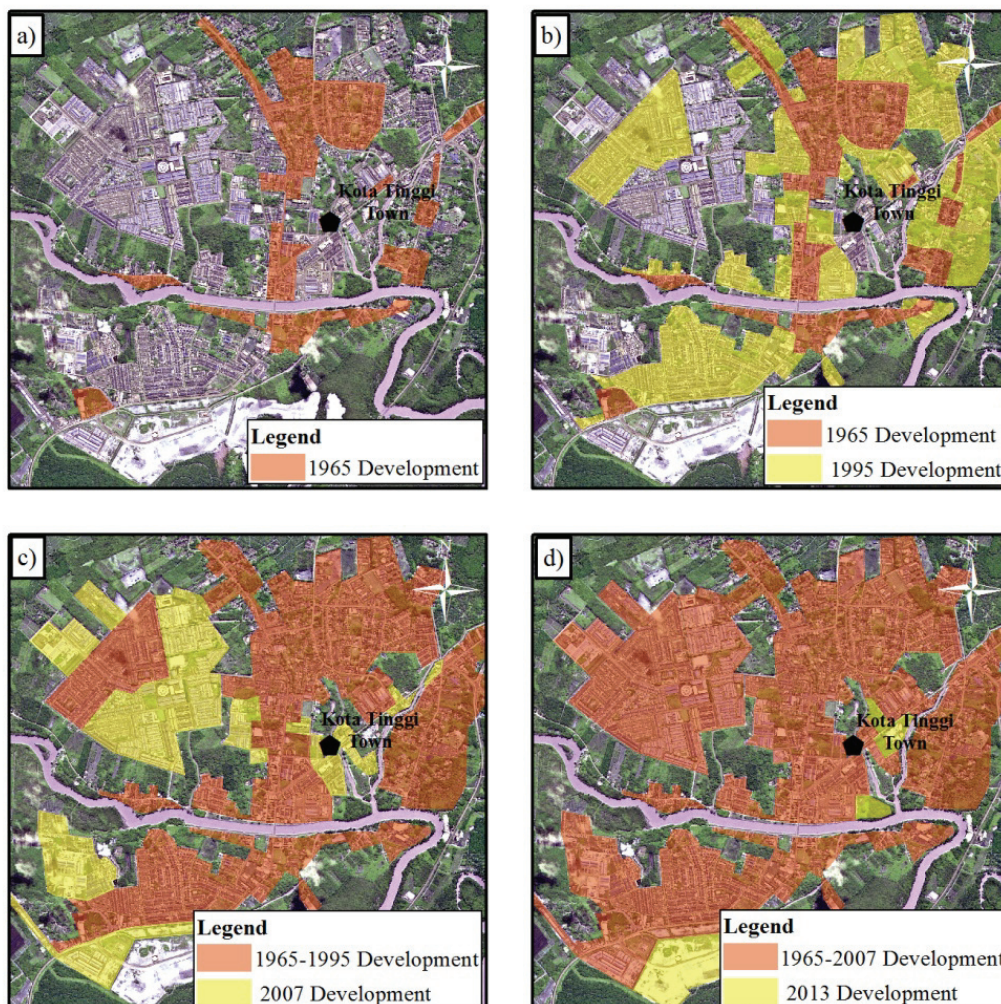 a)
Kota Tinggi
Town
Legend
1965 Development
b)
Kota Tinggi
Town
Legend
1965 Development
1995 Development
c)
Kota Tinggi
Town
Legend
1965-1995 Development
2007 Development
d)
Kota Tinggi
Town
Legend
1965-2007 Development
2013 Development